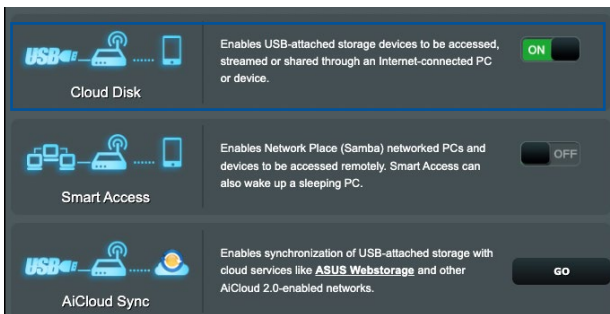 Enables USB-attached storage devices to be accessed,
streamed or shared through an Internet-connected PC
or device.
ON
USB
Cloud Disk
Enables Network Place (Samba) networked PCs and
devices to be accessed remotely. Smart Access can
also wake up a sleeping PC.
OFF
Smart Access
Enables synchronization of USB-attached storage with
cloud services like ASUS Webstorage and other
AiCloud 2.0-enabled networks.
GO
USB
AiCloud Sync